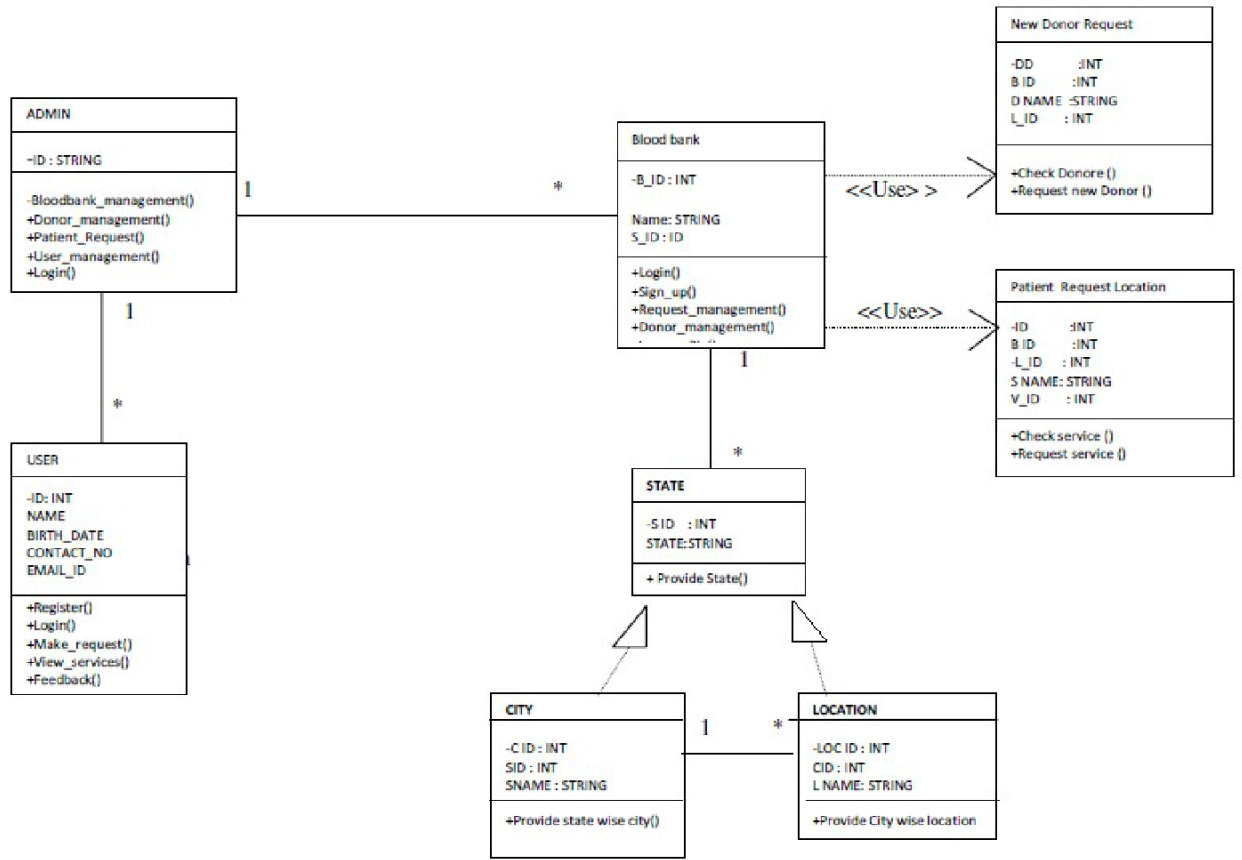 New Donor Request
-DD :INT
B ID :INT
D NAME :STRING
L_ID : INT
+Check Donore ()
+Request new Donor ()
ADMIN
-ID : STRING
-Bloodbank_management()
+Donor_management()
+Patient_Request()
+User_management()
+Login()
1
*
Blood bank
-B_ID : INT
Name: STRING
S_ID : ID
+Login()
+Sign_up()
+Request_management()
+Donor_management()
<<Use> >
<<Use>>
Patient Request Location
-ID :INT
B ID :INT
-L_ID : INT
S NAME: STRING
V_ID : INT
+Check service ()
+Request service ()
1
*
1
*
USER
-ID: INT
NAME
BIRTH_DATE
CONTACT_NO
EMAIL_ID
+Register()
+Login()
+Make_request()
+View_services()
+Feedback()
STATE
-S ID : INT
STATE:STRING
+ Provide State()
CITY
-C ID : INT
SID : INT
SNAME : STRING
+Provide state wise city()
1
*
LOCATION
-LOC ID : INT
CID : INT
L NAME: STRING
+Provide City wise location